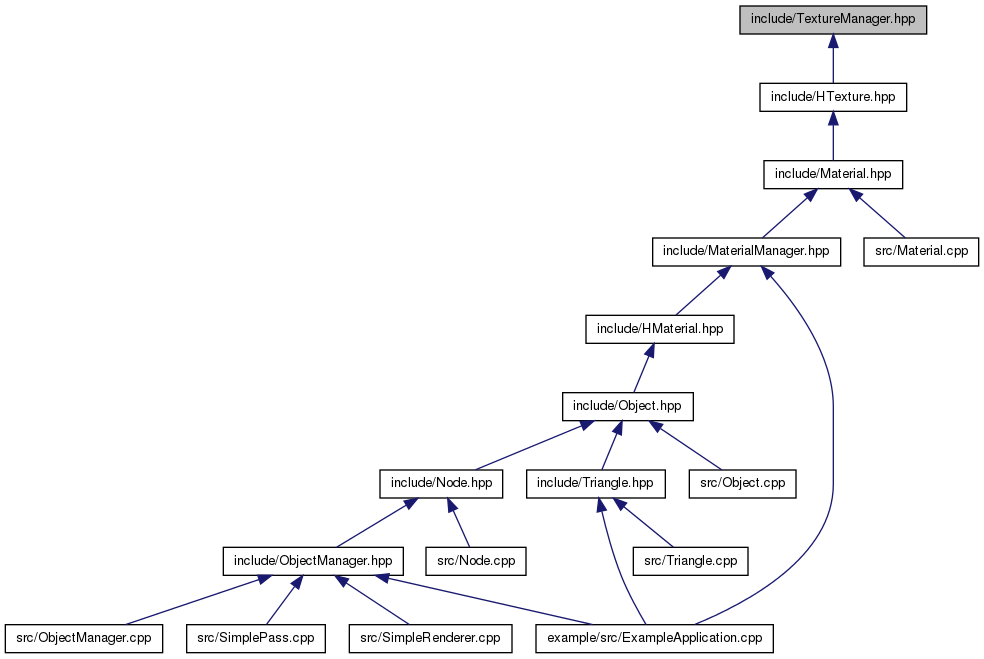 include/TextureManager.hpp
include/HTexture.hpp
include/Material.hpp
include/MaterialManager.hpp
src/Material.cpp
include/HMaterial.hpp
include/Object.hpp
include/Node.hpp
include/Triangle.hpp
src/Object.cpp
include/ObjectManager.hpp
src/Node.cpp
src/Triangle.cpp
src/ObjectManager.cpp
src/SimplePass.cpp
src/SimpleRenderer.cpp
example/src/ExampleApplication.cpp